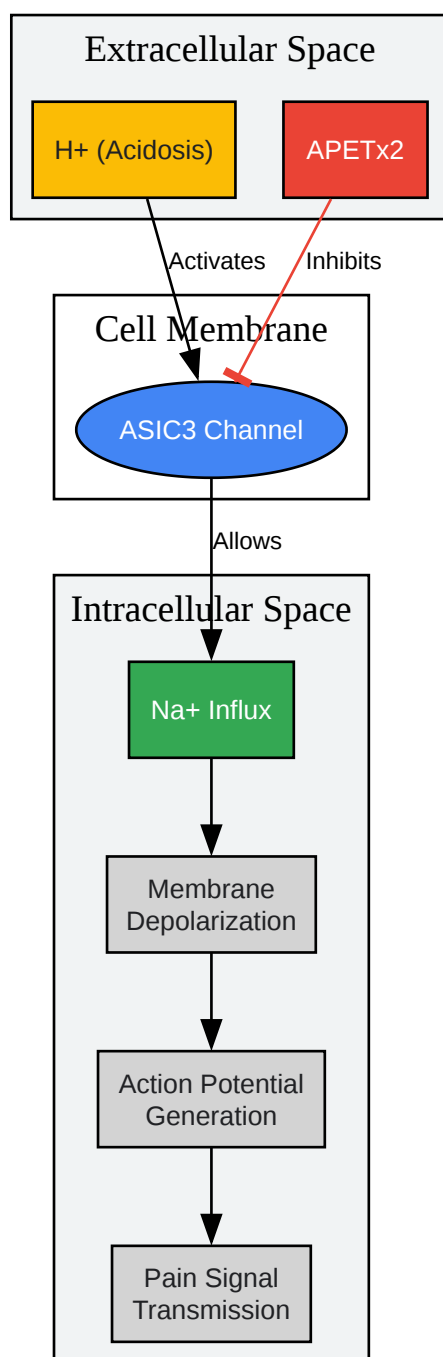 Extracellular Space
H+ (Acidosis)
APETx2
Activates
Inhibits
Cell Membrane
ASIC3 Channel
Allows
Intracellular Space
Na+ Influx
Membrane
Depolarization
Action Potential
Generation
Pain Signal
Transmission